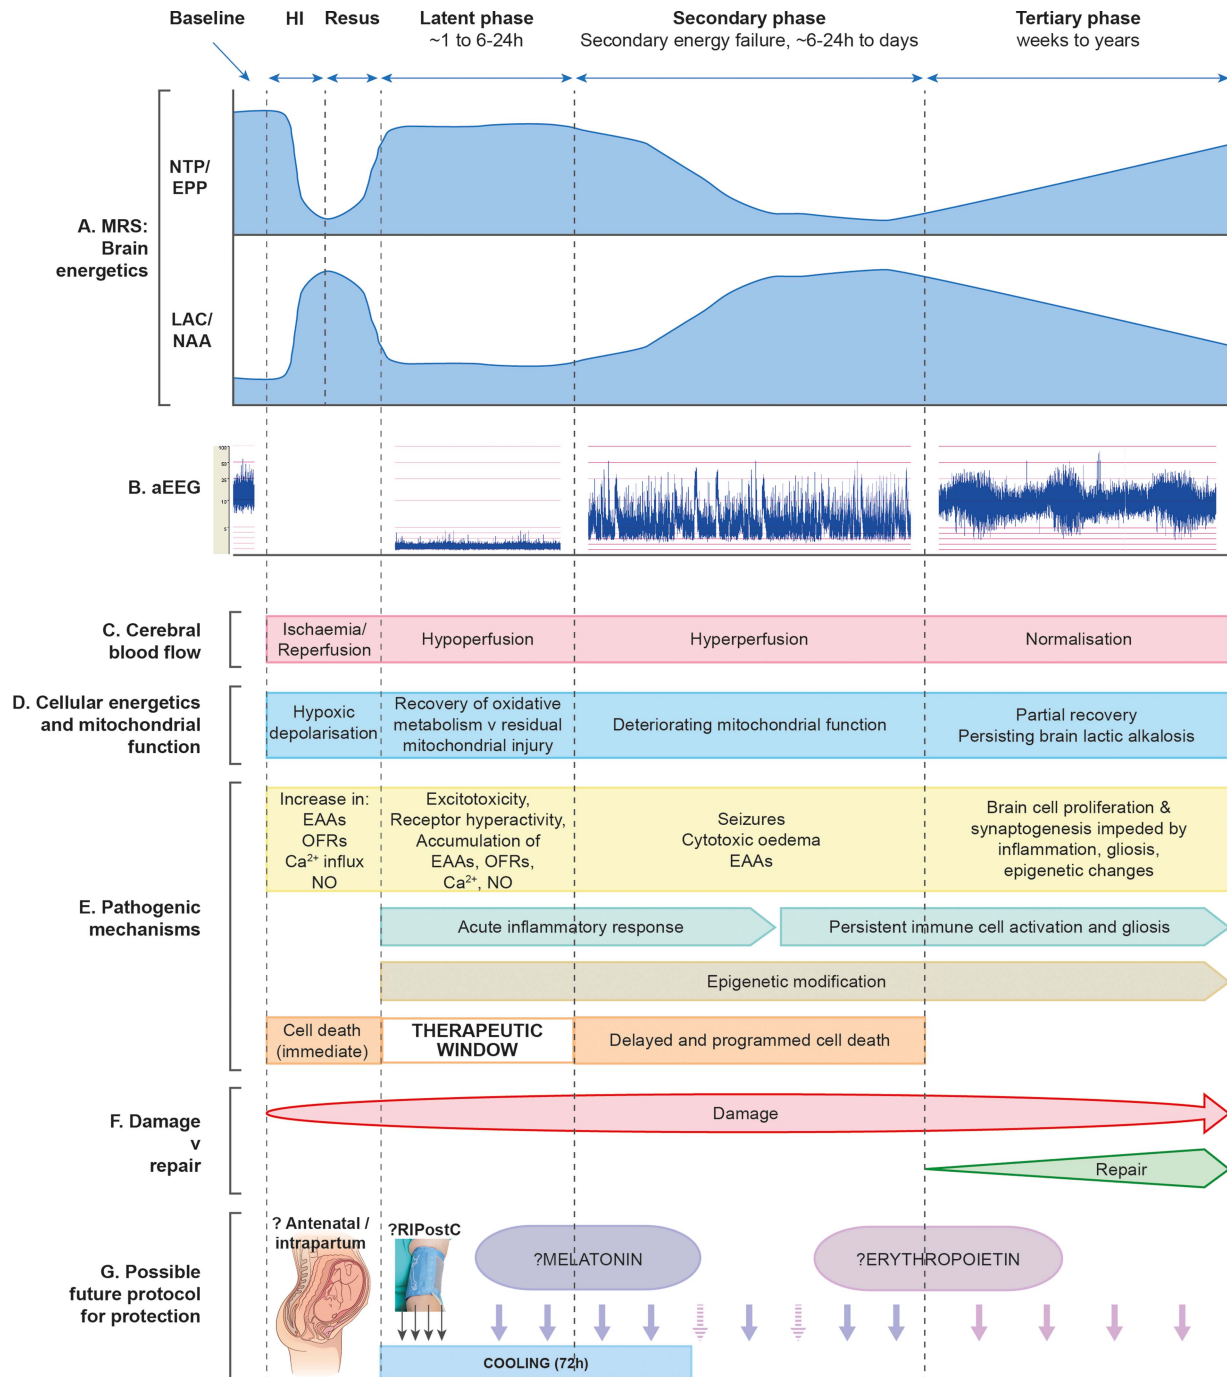 Baseline
HI
Resus
Latent phase
~1 to 6-24h
Secondary phase
Secondary energy failure, ~6-24h to days
Tertiary phase
weeks to years
A. MRS:
Brain
energetics
NTP/
EPP
LAC/
NAA
B. aEEG
100
50
25
10
5
C. Cerebral
blood flow
Ischaemia/
Reperfusion
Hypoperfusion
Hyperperfusion
Normalisation
D. Cellular energetics
and mitochondrial
function
Hypoxic
depolarisation
Recovery of oxidative
metabolism v residual
mitochondrial injury
Deteriorating mitochondrial function
Partial recovery
Persisting brain lactic alkalosis
E. Pathogenic
mechanisms
Increase in:
EAAs
OFRs
Ca²⁺ influx
NO
Excitotoxicity,
Receptor hyperactivity,
Accumulation of
EAAs, OFRs,
Ca²⁺, NO
Seizures
Cytotoxic oedema
EAAs
Brain cell proliferation &
synaptogenesis impeded by
inflammation, gliosis,
epigenetic changes
Acute inflammatory response
Persistent immune cell activation and gliosis
Epigenetic modification
Cell death
(immediate)
THERAPEUTIC
WINDOW
Delayed and programmed cell death
F. Damage
v
repair
Damage
Repair
G. Possible
future protocol
for protection
? Antenatal /
intrapartum
?RIPostC
?MELATONIN
?ERYTHROPOIETIN
COOLING (72h)